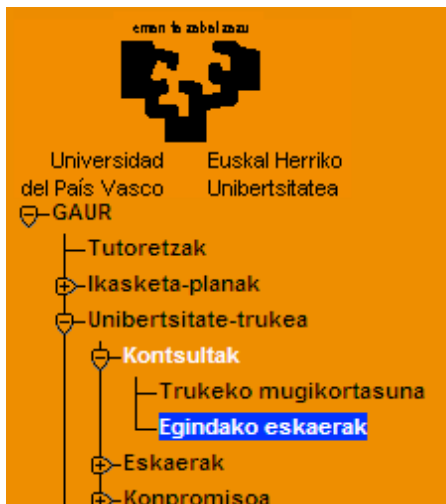 eman ta zabal zazu
Universidad Euskal Herriko
del País Vasco Unibertsitatea
GAUR
Tutoretzak
Ikasketa-planak
Unibertsitate-trukea
Kontsultak
Trukeko mugikortasuna
Egindako eskaerak
Eskaerak
Konpromisoa